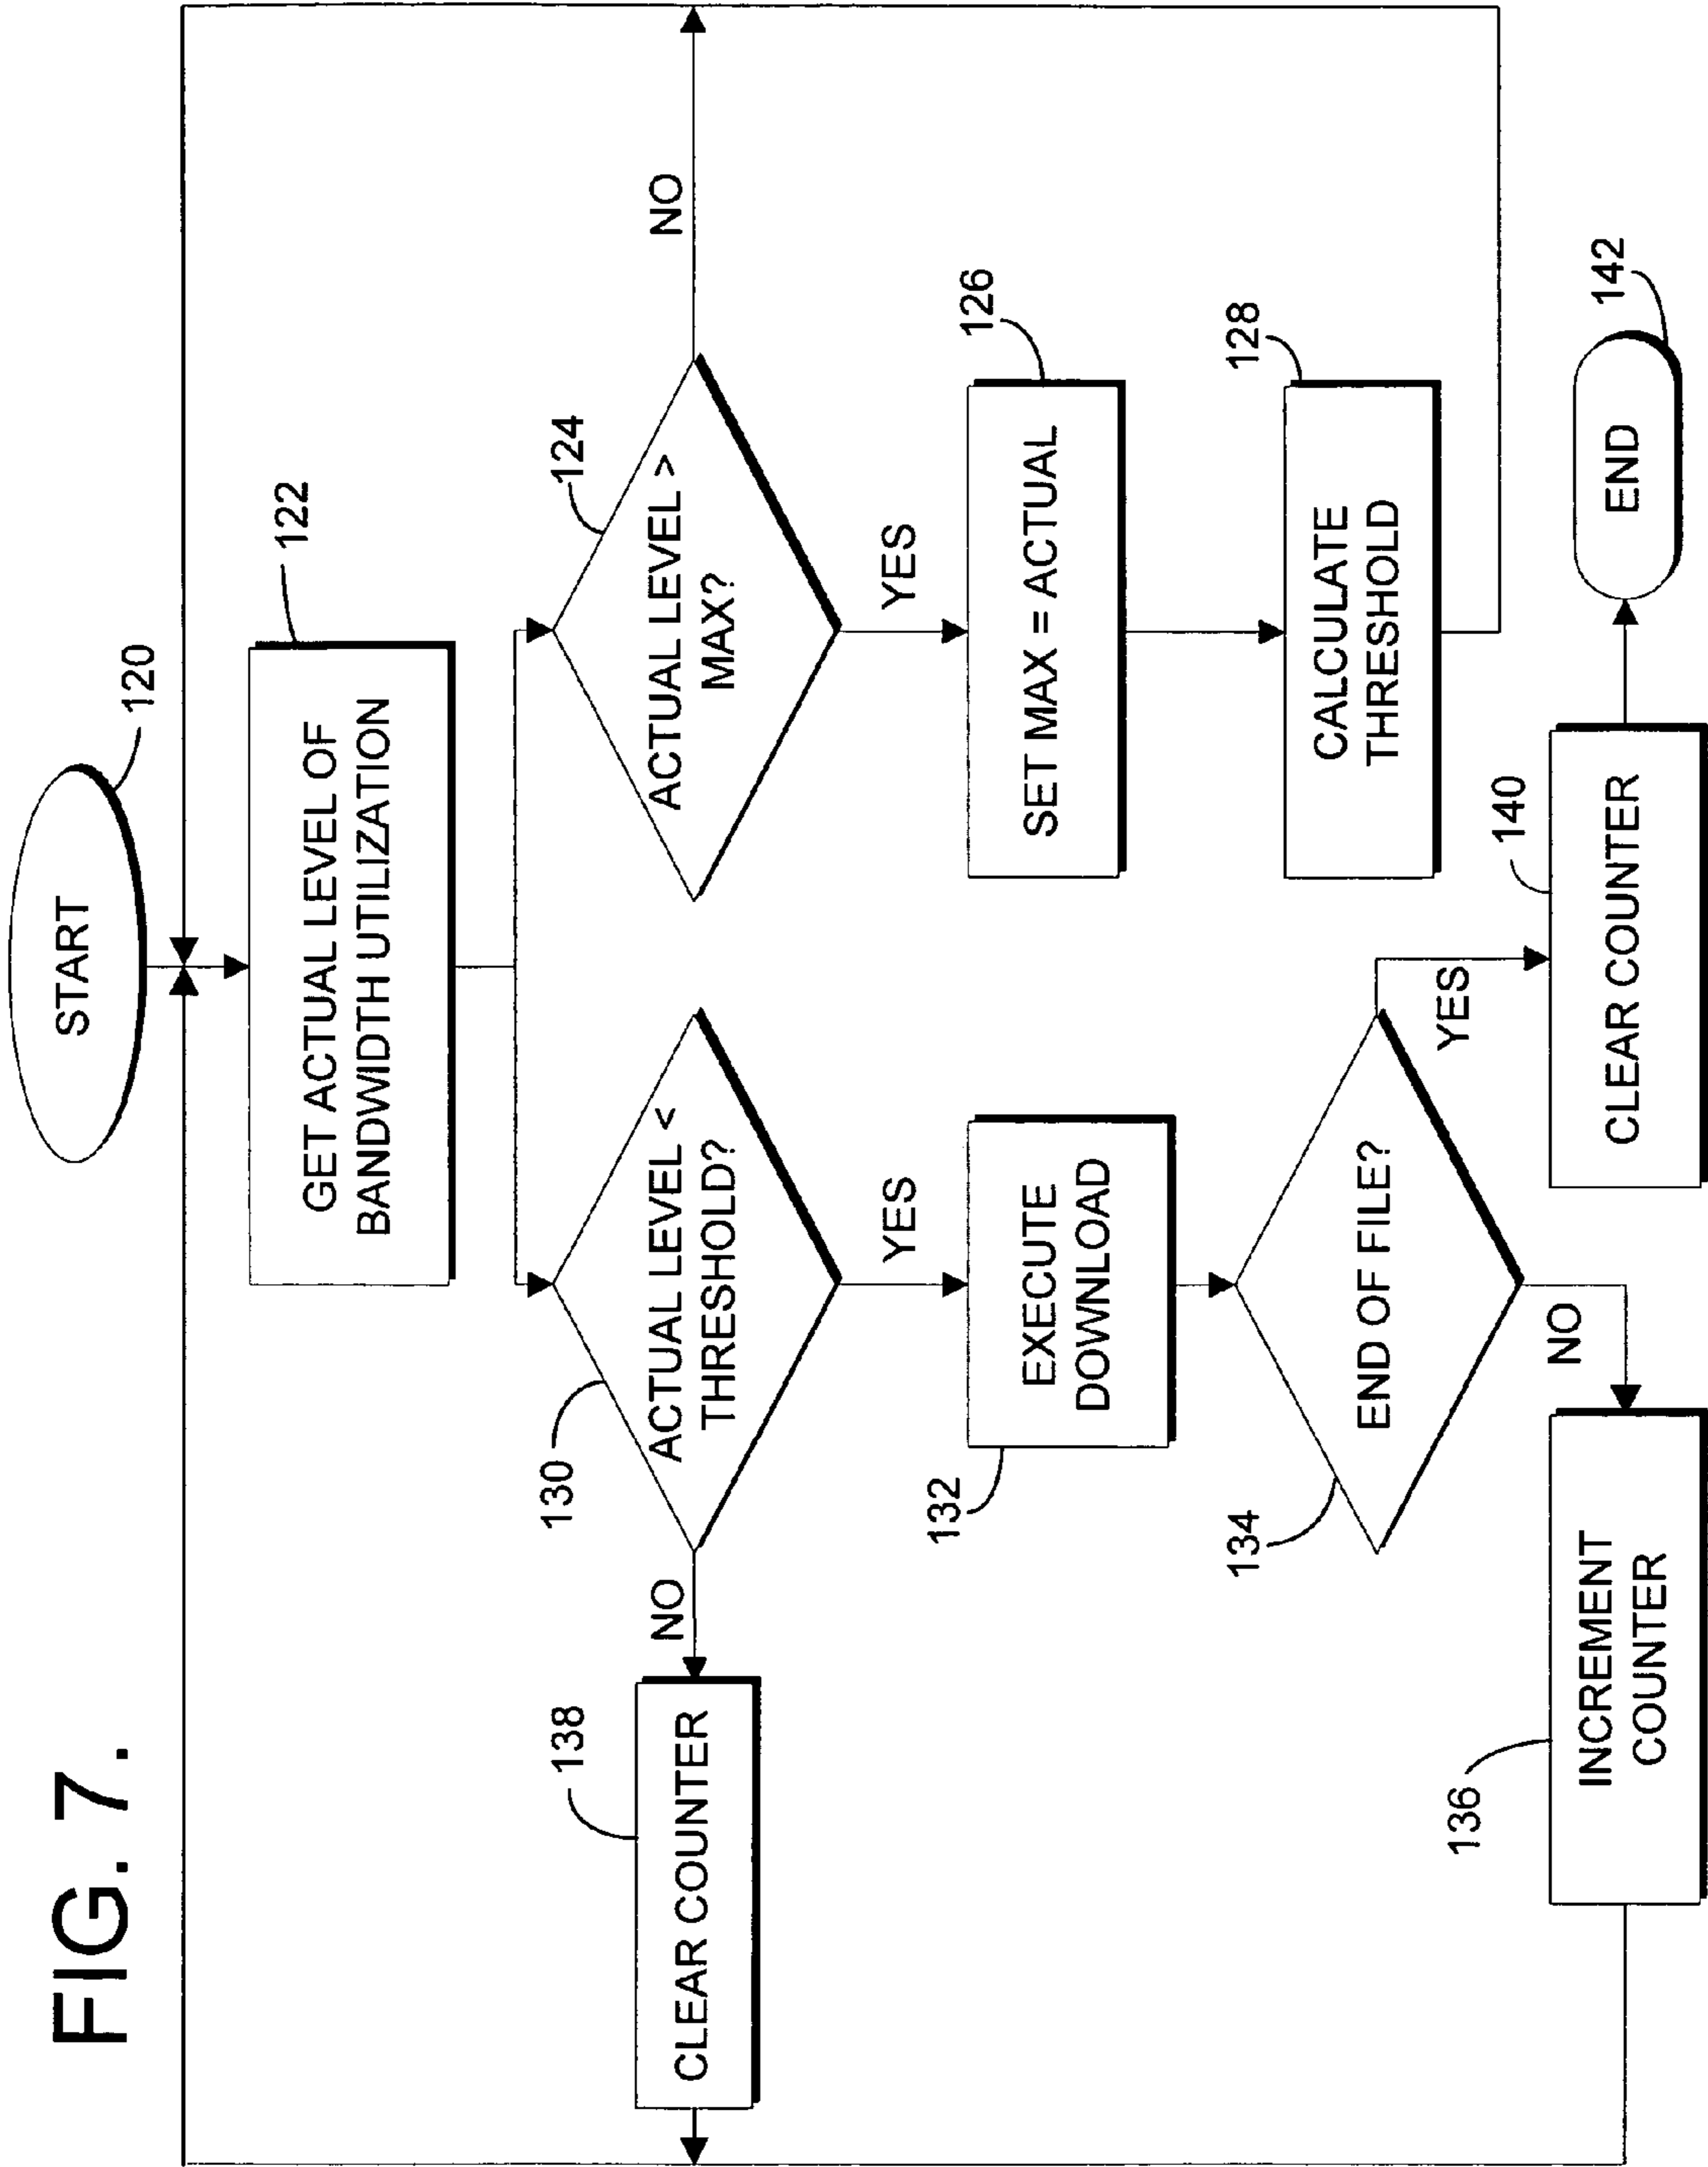 FIG. 7.
START
120
GET ACTUAL LEVEL OF
BANDWIDTH UTILIZATION
122
ACTUAL LEVEL <
THRESHOLD?
130
NO
CLEAR COUNTER
138
YES
EXECUTE
DOWNLOAD
132
END OF FILE?
134
NO
INCREMENT
COUNTER
136
YES
CLEAR COUNTER
140
END
142
ACTUAL LEVEL >
MAX?
124
NO
YES
SET MAX = ACTUAL
126
CALCULATE
THRESHOLD
128